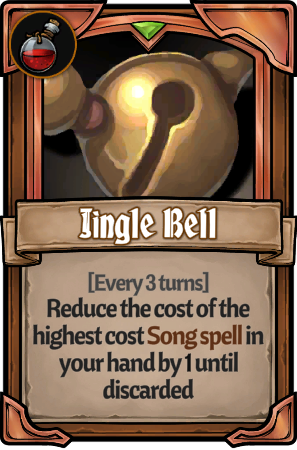 Jingle Bell
[Every 3 turns]
Reduce the cost of the
highest cost Song spell in
your hand by 1 until
discarded